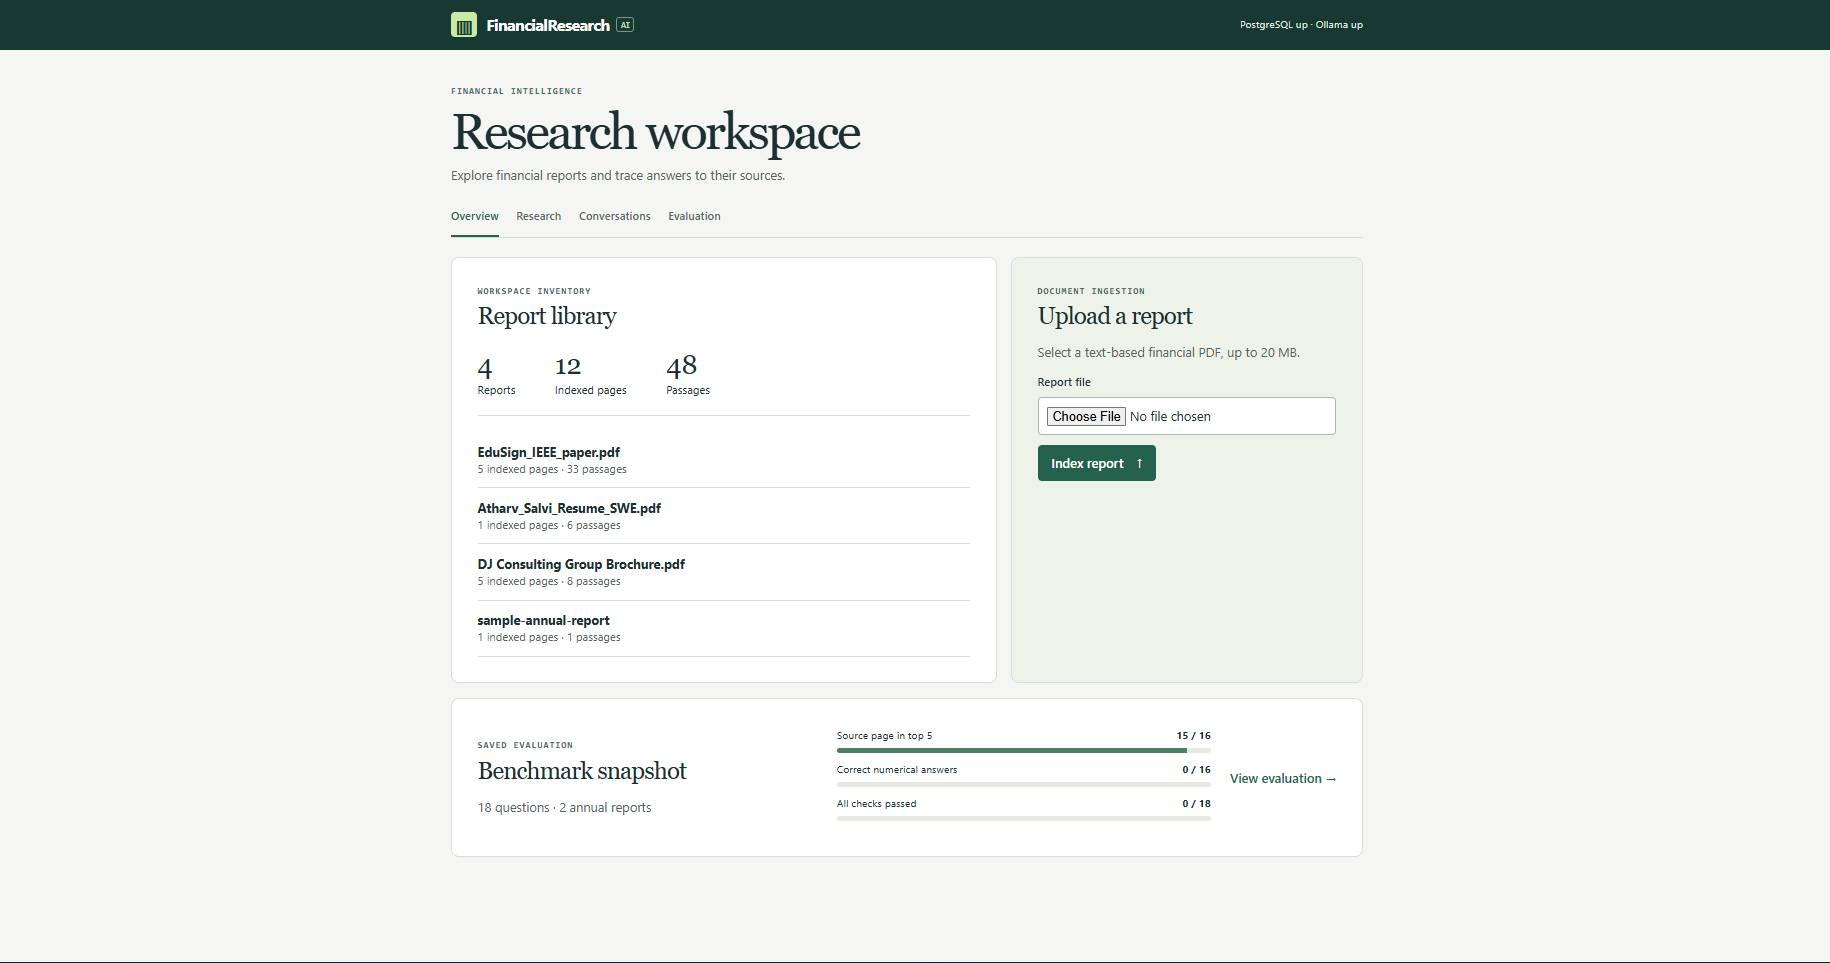 FinancialResearch AI
PostgreSQL up · Ollama up
FINANCIAL INTELLIGENCE
Research workspace
Explore financial reports and trace answers to their sources.
Overview Research Conversations Evaluation
WORKSPACE INVENTORY
Report library
4 12 48
Reports Indexed pages Passages
EduSign_IEEE_paper.pdf
5 indexed pages · 33 passages
Atharv_Salvi_Resume_SWE.pdf
1 indexed pages · 6 passages
DJ Consulting Group Brochure.pdf
5 indexed pages · 8 passages
sample-annual-report
1 indexed pages · 1 passages
DOCUMENT INGESTION
Upload a report
Select a text-based financial PDF, up to 20 MB.
Report file
Choose File No file chosen
Index report ↑
SAVED EVALUATION
Benchmark snapshot
18 questions · 2 annual reports
Source page in top 5 15 / 16
Correct numerical answers 0 / 16
All checks passed 0 / 18
View evaluation →